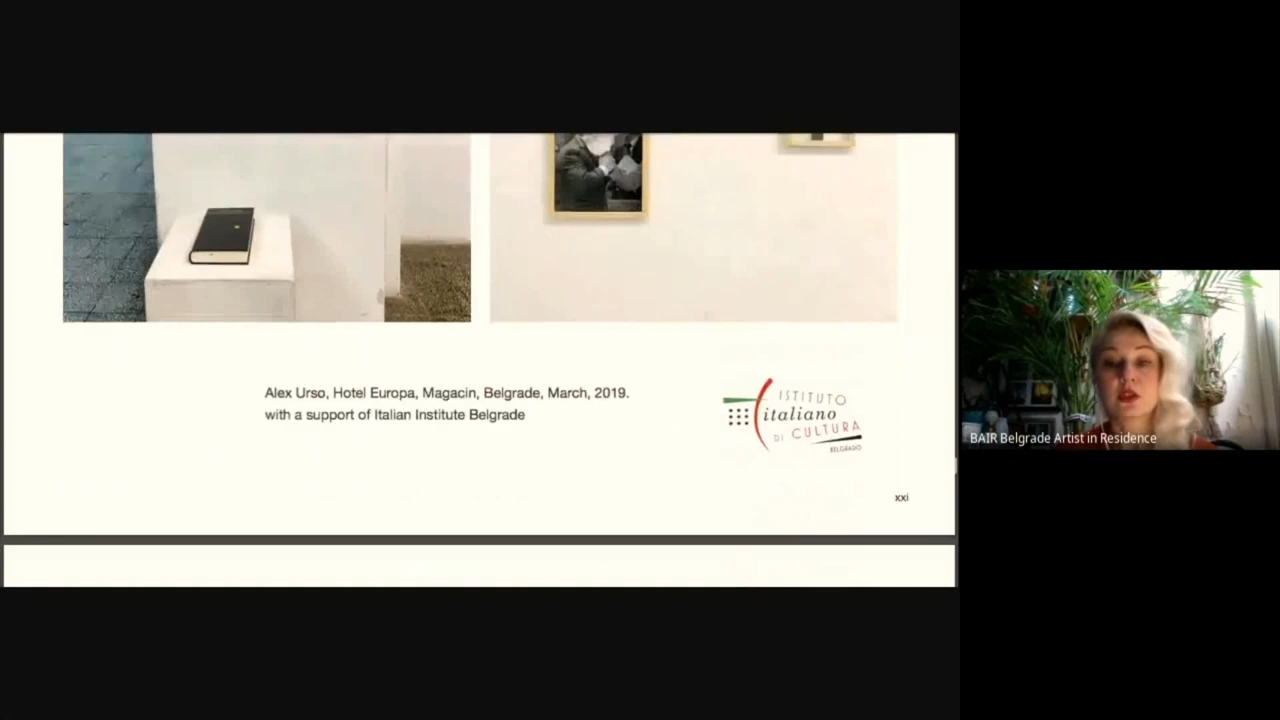 Alex Urso, Hotel Europa, Magacin, Belgrade, March, 2019.
with a support of Italian Institute Belgrade
ISTITUTO
italiano
DI CULTURA
BELGRADO
xxi
BAIR Belgrade Artist in Residence